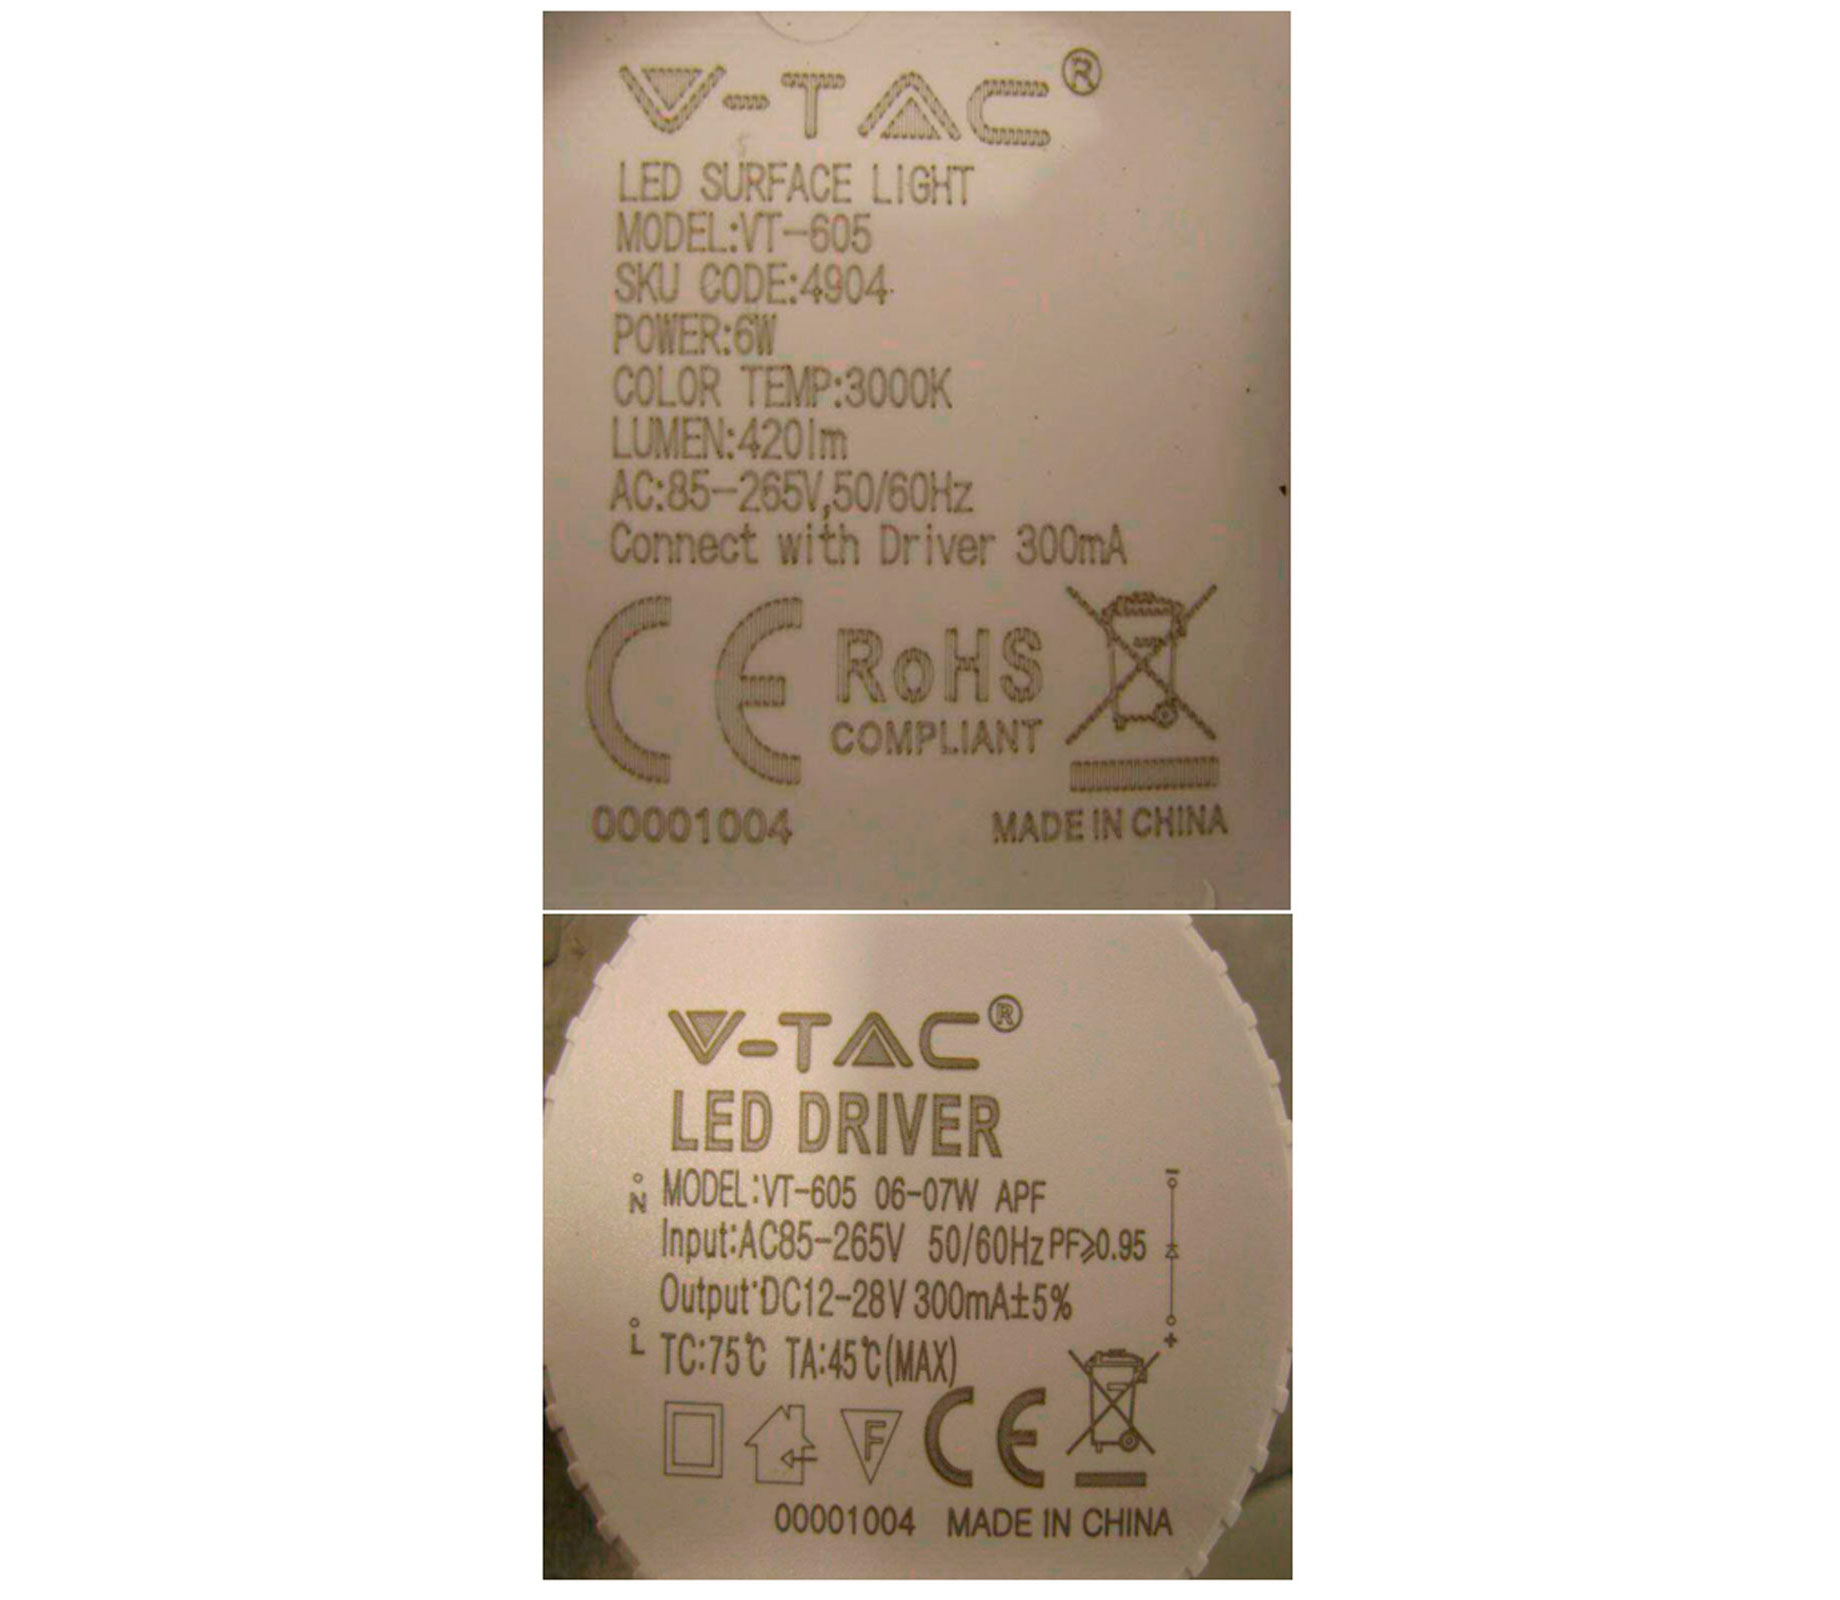 V-TAC®
LED SURFACE LIGHT
MODEL:VT-605
SKU CODE:4904
POWER:6W
COLOR TEMP:3000K
LUMEN:420lm
AC:85-265V,50/60Hz
Connect with Driver 300mA
CE RoHS
COMPLIANT
00001004 MADE IN CHINA
V-TAC®
LED DRIVER
N MODEL:VT-605 06-07W APF -
Input:AC85-265V 50/60Hz PF⩾0.95
Output:DC12-28V 300mA±5%
L TC:75℃ TA:45℃(MAX) +
F CE
00001004 MADE IN CHINA